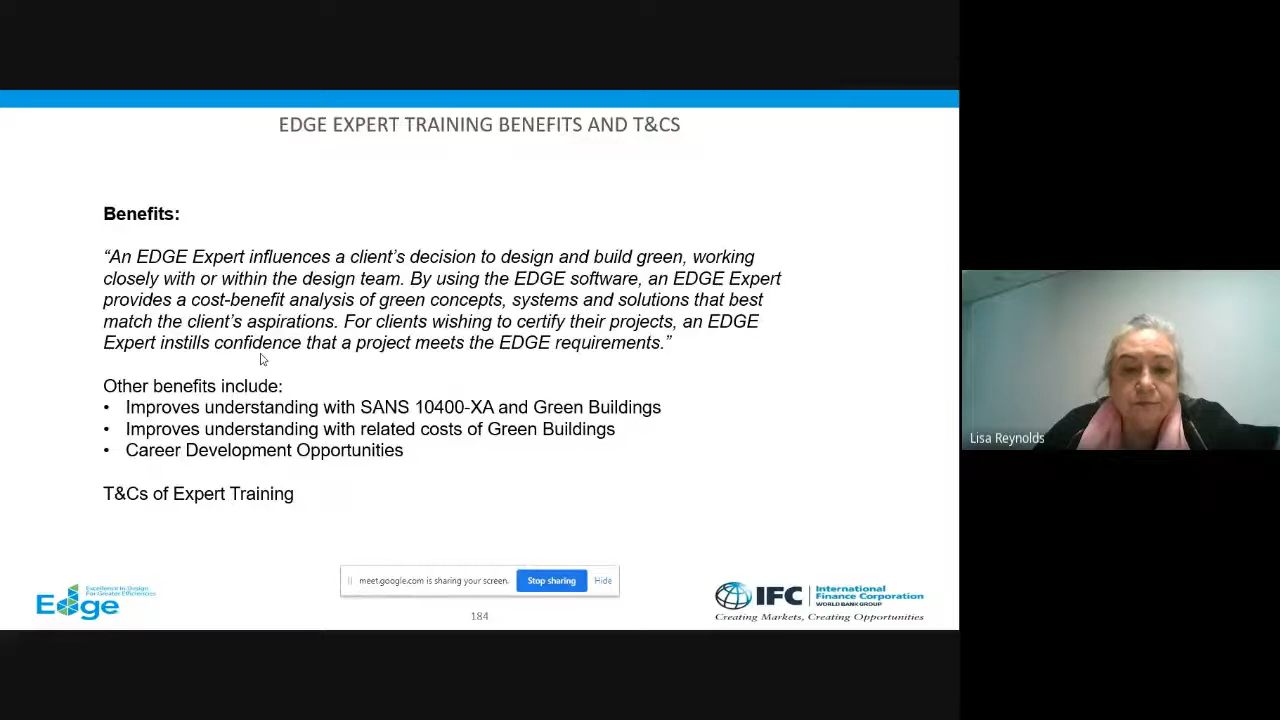 EDGE EXPERT TRAINING BENEFITS AND T&CS
Benefits:
“An EDGE Expert influences a client’s decision to design and build green, working
closely with or within the design team. By using the EDGE software, an EDGE Expert
provides a cost-benefit analysis of green concepts, systems and solutions that best
match the client’s aspirations. For clients wishing to certify their projects, an EDGE
Expert instills confidence that a project meets the EDGE requirements.”
Other benefits include:
• Improves understanding with SANS 10400-XA and Green Buildings
• Improves understanding with related costs of Green Buildings
• Career Development Opportunities
T&Cs of Expert Training
meet.google.com is sharing your screen.
Stop sharing
Hide
Excellence In Design
For Greater Efficiencies
Edge
184
IFC
International
Finance Corporation
WORLD BANK GROUP
Creating Markets, Creating Opportunities
Lisa Reynolds